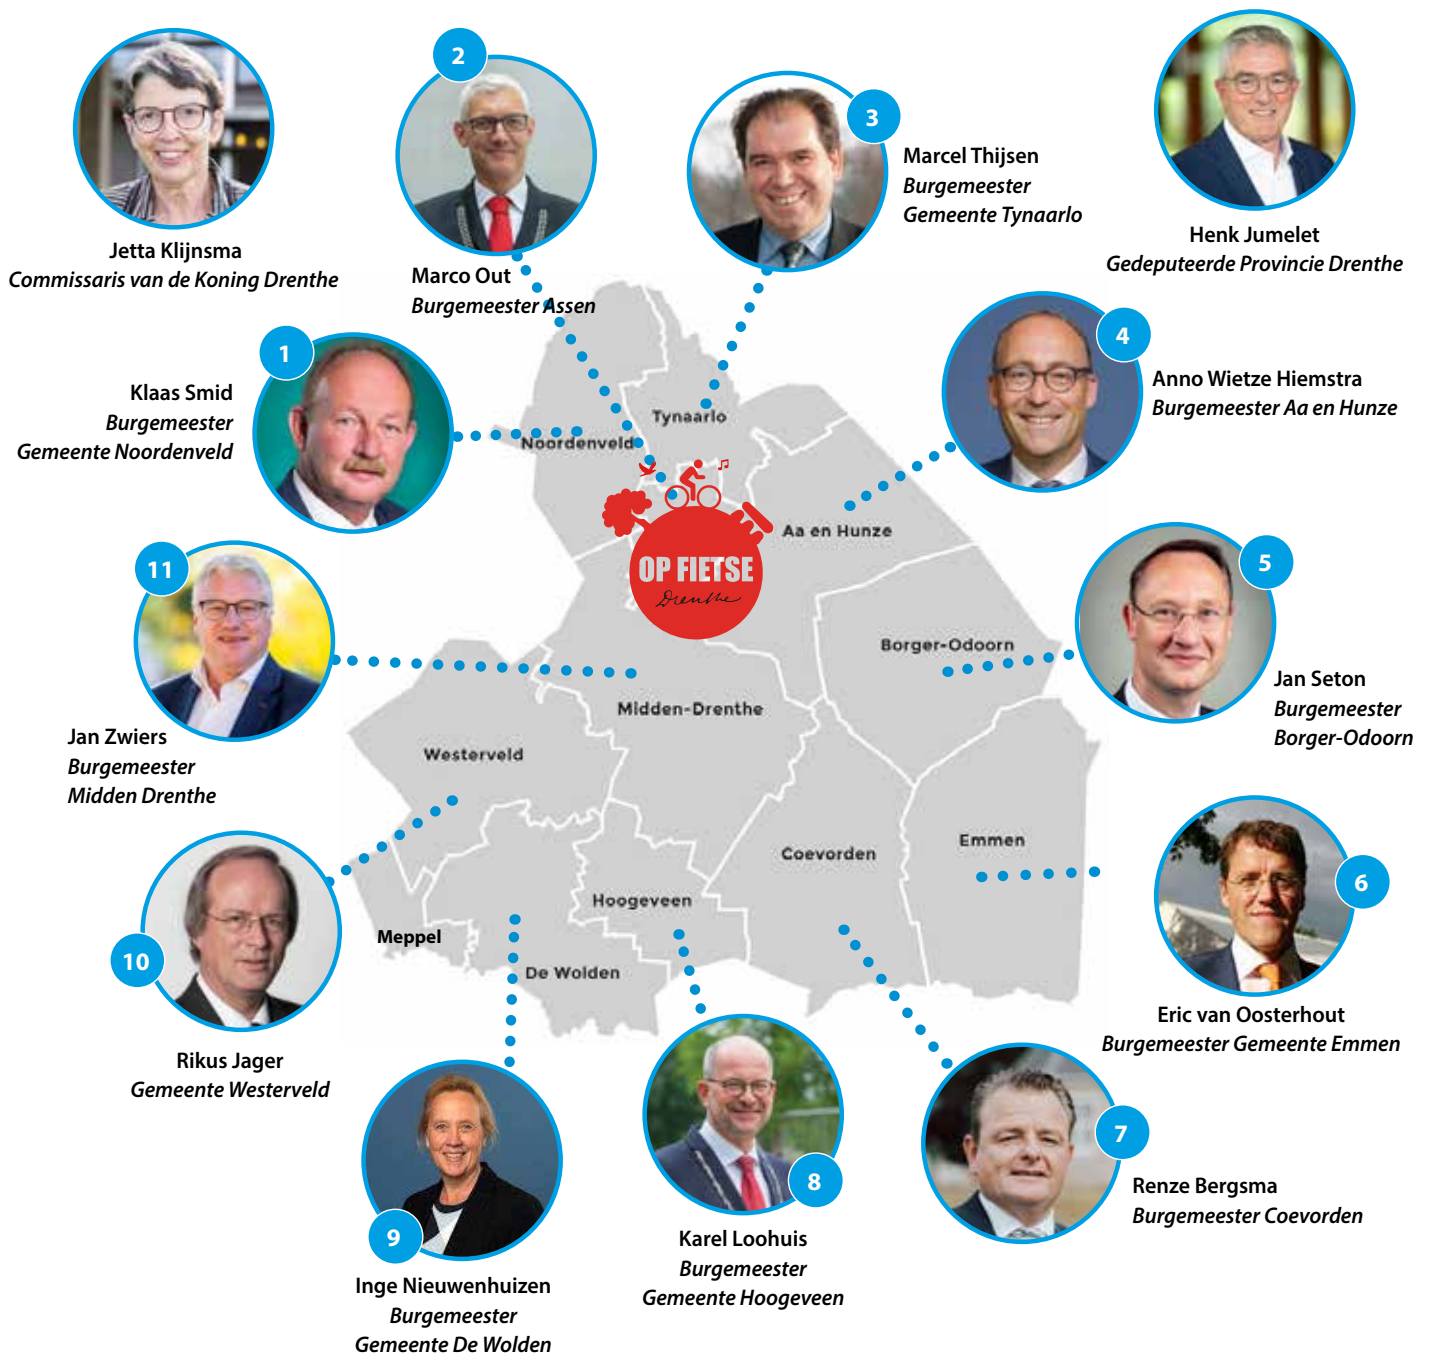 Jetta Klijnsma
Commissaris van de Koning Drenthe
2
Marco Out
Burgemeester Assen
3
Marcel Thijsen
Burgemeester
Gemeente Tynaarlo
Henk Jumelet
Gedeputeerde Provincie Drenthe
1
Klaas Smid
Burgemeester
Gemeente Noordenveld
4
Anno Wietze Hiemstra
Burgemeester Aa en Hunze
Tynaarlo
Noordenveld
Aa en Hunze
OP FIETSE
Drenthe
11
Jan Zwiers
Burgemeester
Midden Drenthe
5
Jan Seton
Burgemeester
Borger-Odoorn
Borger-Odoorn
Midden-Drenthe
Westerveld
Coevorden
Emmen
Hoogeveen
Meppel
De Wolden
6
Eric van Oosterhout
Burgemeester Gemeente Emmen
10
Rikus Jager
Gemeente Westerveld
9
Inge Nieuwenhuizen
Burgemeester
Gemeente De Wolden
8
Karel Loohuis
Burgemeester
Gemeente Hoogeveen
7
Renze Bergsma
Burgemeester Coevorden